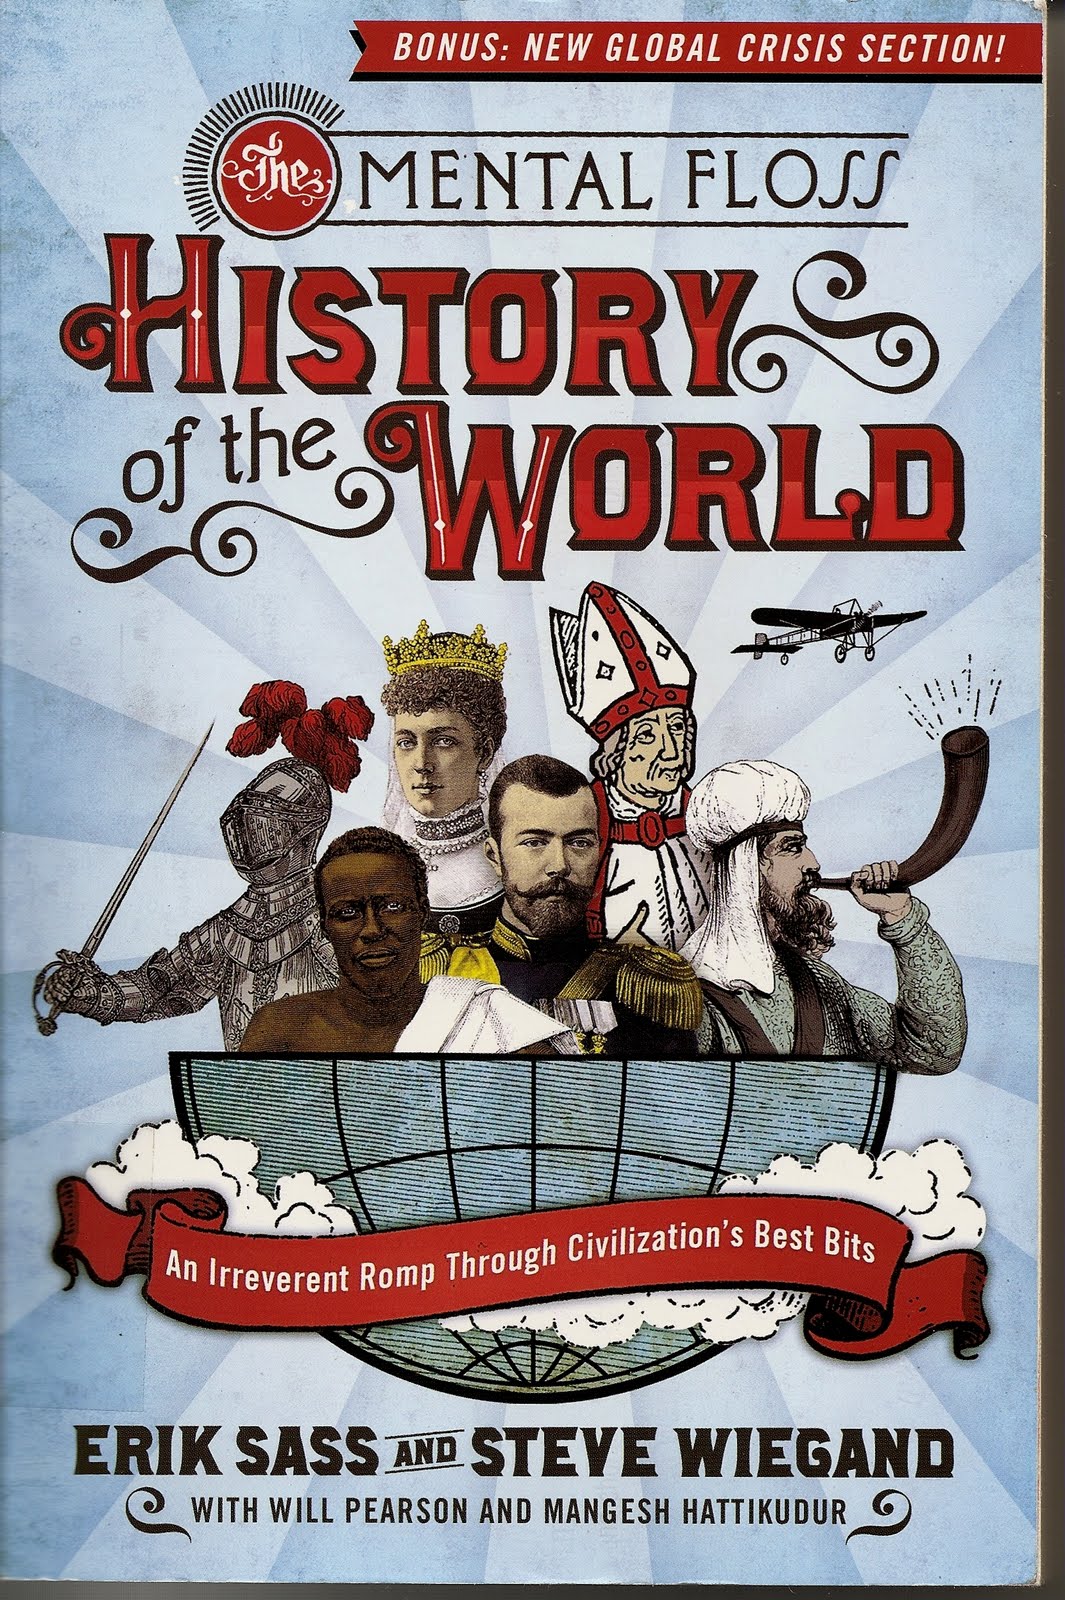 BONUS: NEW GLOBAL CRISIS SECTION!
The MENTAL FLOSS
HISTORY
of the WORLD
An Irreverent Romp Through Civilization's Best Bits
ERIK SASS AND STEVE WIEGAND
WITH WILL PEARSON AND MANGESH HATTIKUDUR